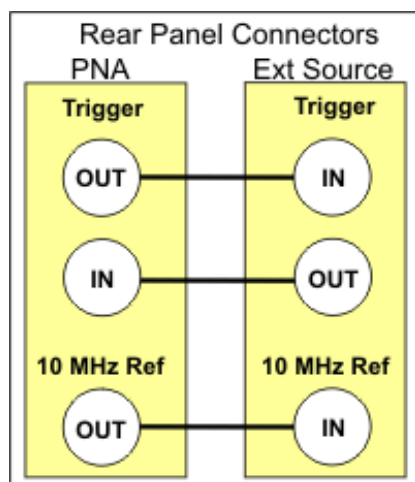 Rear Panel Connectors
PNA Ext Source
Trigger Trigger
OUT IN
IN OUT
10 MHz Ref 10 MHz Ref
OUT IN